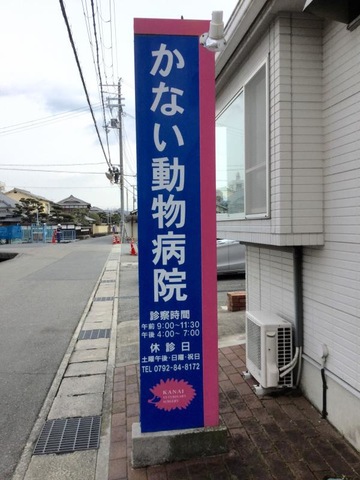 かない動物病院
診察時間
午前 9:00~11:30
午後 4:00~7:00
休診日
土曜午後・日曜・祝日
TEL 0792-84-8172
KANAI